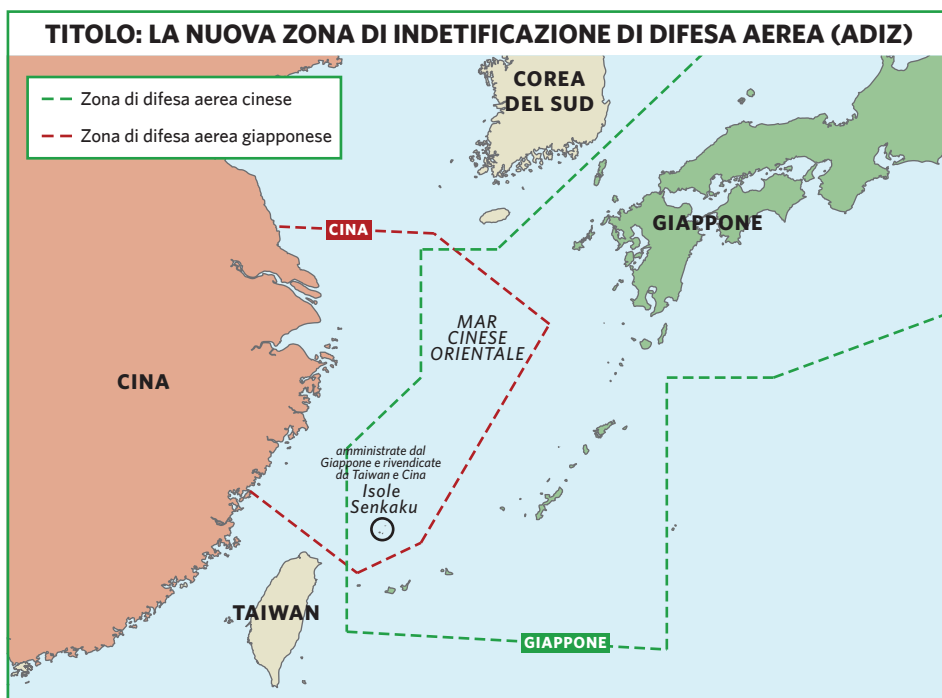 TITOLO: LA NUOVA ZONA DI INDETIFICAZIONE DI DIFESA AEREA (ADIZ)
Zona di difesa aerea cinese
Zona di difesa aerea giapponese
COREA
DEL SUD
GIAPPONE
CINA
MAR
CINESE
ORIENTALE
CINA
amministrate dal
Giappone e rivendicate
da Taiwan e Cina
Isole
Senkaku
TAIWAN
GIAPPONE